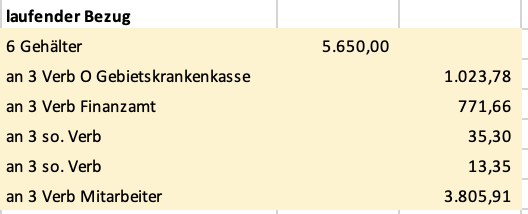 laufender Bezug
6 Gehälter 5.650,00
an 3 Verb O Gebietskrankenkasse 1.023,78
an 3 Verb Finanzamt 771,66
an 3 so. Verb 35,30
an 3 so. Verb 13,35
an 3 Verb Mitarbeiter 3.805,91